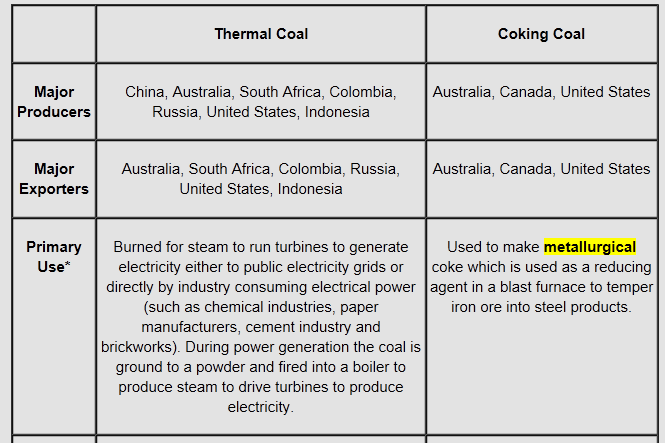 Thermal Coal
Coking Coal
Major
Producers
China, Australia, South Africa, Colombia,
Russia, United States, Indonesia
Australia, Canada, United States
Major
Exporters
Australia, South Africa, Colombia, Russia,
United States, Indonesia
Australia, Canada, United States
Primary
Use*
Burned for steam to run turbines to generate
electricity either to public electricity grids or
directly by industry consuming electrical power
(such as chemical industries, paper
manufacturers, cement industry and
brickworks). During power generation the coal is
ground to a powder and fired into a boiler to
produce steam to drive turbines to produce
electricity.
Used to make metallurgical
coke which is used as a reducing
agent in a blast furnace to temper
iron ore into steel products.